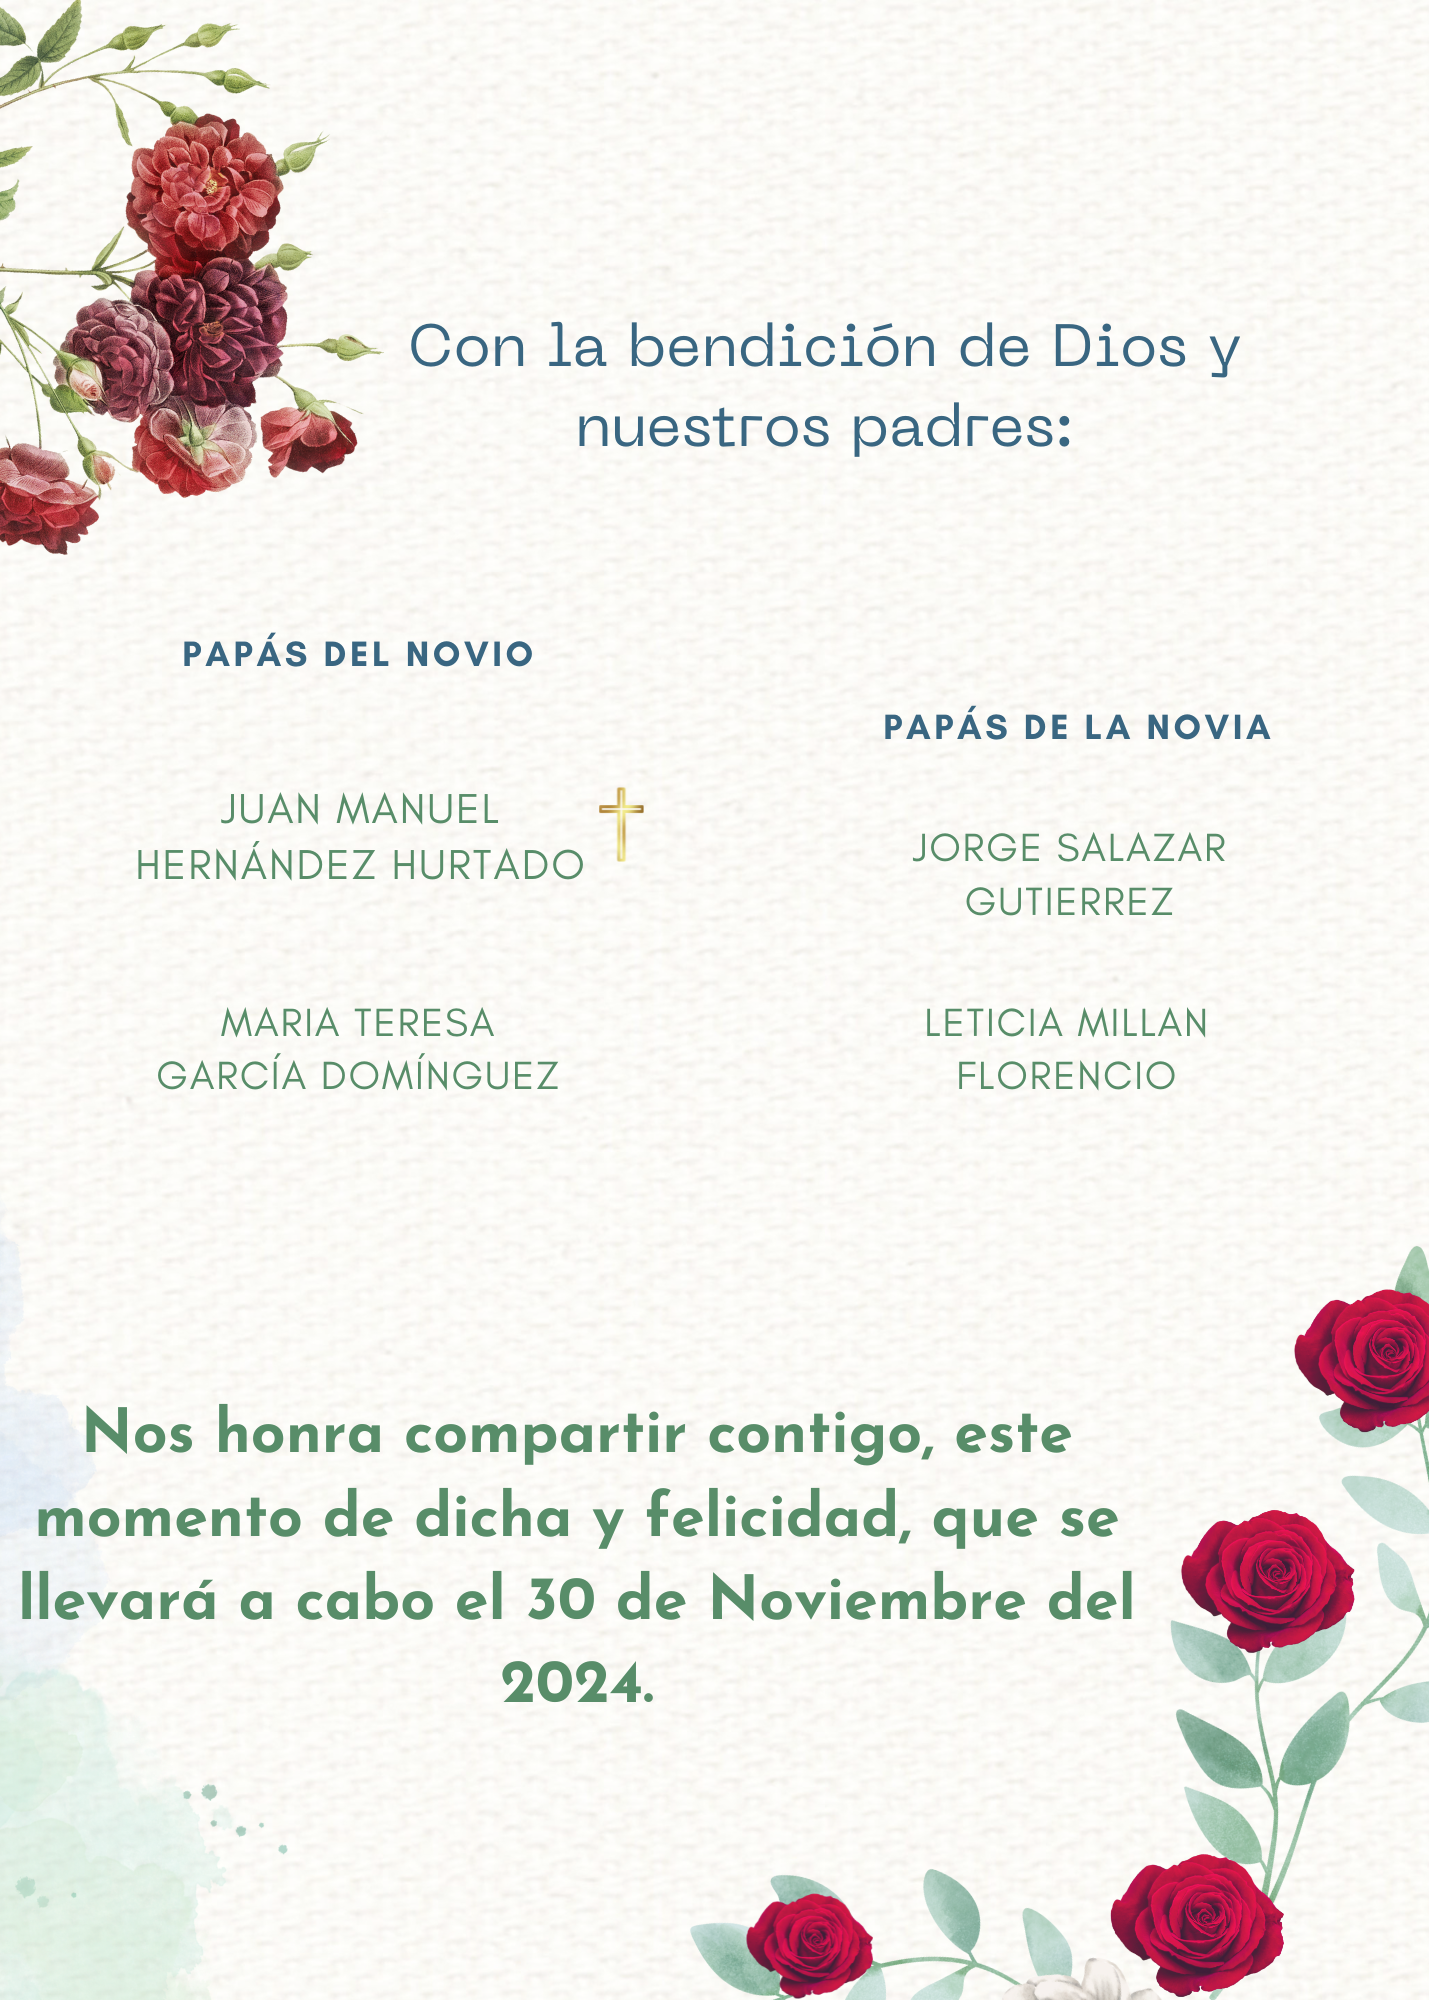 Con la bendición de Dios y
nuestros padres:
PAPÁS DEL NOVIO
JUAN MANUEL
HERNÁNDEZ HURTADO
MARIA TERESA
GARCÍA DOMÍNGUEZ
PAPÁS DE LA NOVIA
JORGE SALAZAR
GUTIERREZ
LETICIA MILLAN
FLORENCIO
Nos honra compartir contigo, este
momento de dicha y felicidad, que se
llevará a cabo el 30 de Noviembre del
2024.